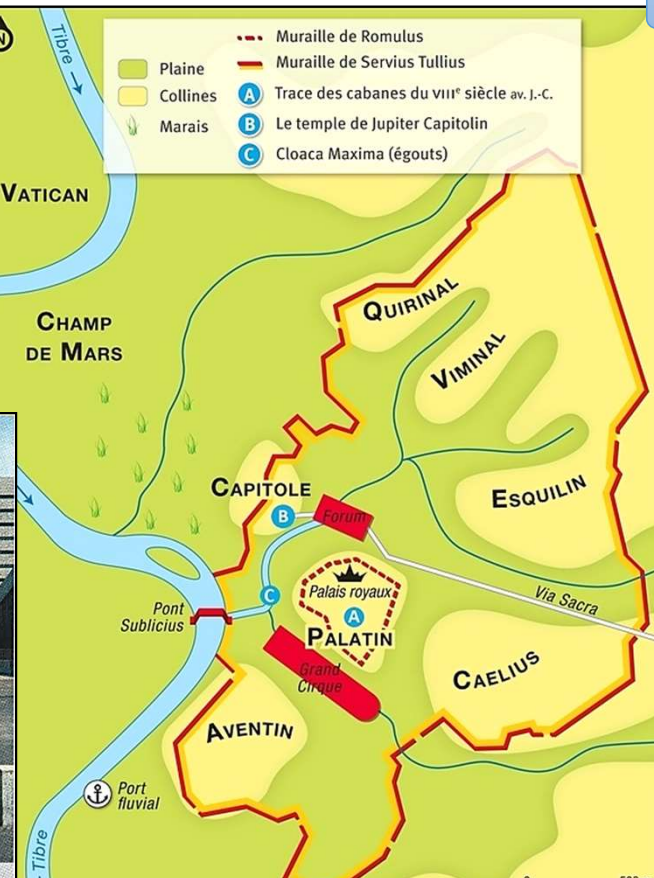 N
Tibre
Muraille de Romulus
Muraille de Servius Tullius
Plaine
Collines
Marais
A Trace des cabanes du VIIIe siècle av. J.-C.
B Le temple de Jupiter Capitolin
C Cloaca Maxima (égouts)
VATICAN
CHAMP
DE MARS
QUIRINAL
VIMINAL
ESQUILIN
CAPITOLE
B
Forum
C
Palais royaux
A
PALATIN
Via Sacra
Pont
Sublicius
Grand
Cirque
CAELIUS
AVENTIN
Port
fluvial
Tibre